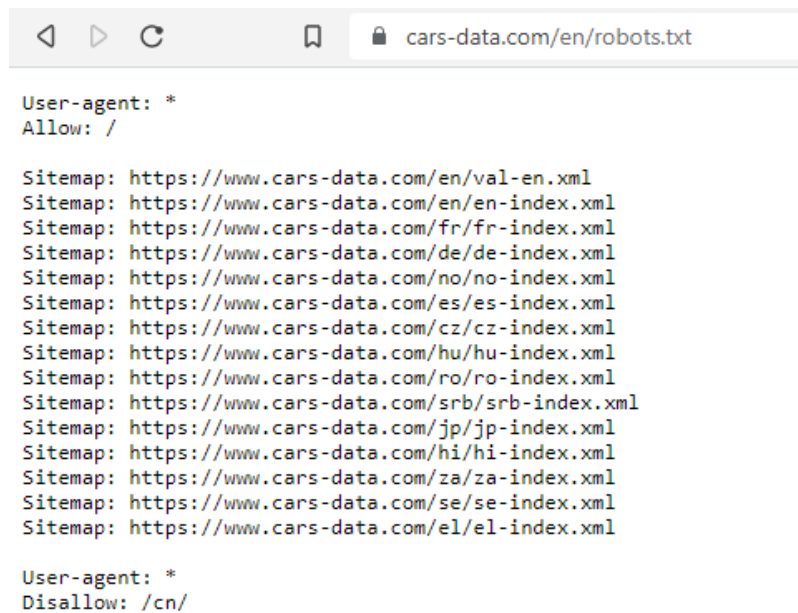 cars-data.com/en/robots.txt
User-agent: *
Allow: /
Sitemap: https://www.cars-data.com/en/val-en.xml
Sitemap: https://www.cars-data.com/en/en-index.xml
Sitemap: https://www.cars-data.com/fr/fr-index.xml
Sitemap: https://www.cars-data.com/de/de-index.xml
Sitemap: https://www.cars-data.com/no/no-index.xml
Sitemap: https://www.cars-data.com/es/es-index.xml
Sitemap: https://www.cars-data.com/cz/cz-index.xml
Sitemap: https://www.cars-data.com/hu/hu-index.xml
Sitemap: https://www.cars-data.com/ro/ro-index.xml
Sitemap: https://www.cars-data.com/srb/srb-index.xml
Sitemap: https://www.cars-data.com/jp/jp-index.xml
Sitemap: https://www.cars-data.com/hi/hi-index.xml
Sitemap: https://www.cars-data.com/za/za-index.xml
Sitemap: https://www.cars-data.com/se/se-index.xml
Sitemap: https://www.cars-data.com/el/el-index.xml
User-agent: *
Disallow: /cn/